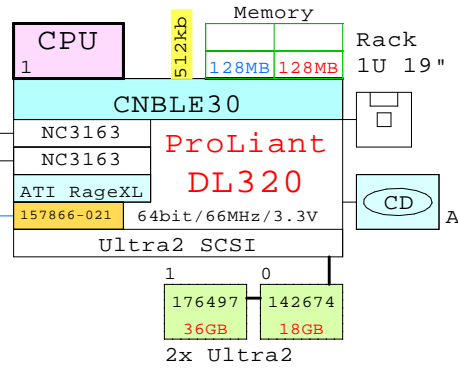 Memory
CPU
1
512kb
128MB 128MB
Rack
1U 19"
CNBLE30
NC3163
NC3163
ProLiant
DL320
ATI RageXL
157866-021
64bit/66MHz/3.3V
CD
A
Ultra2 SCSI
1 0
176497 142674
36GB 18GB
2x Ultra2